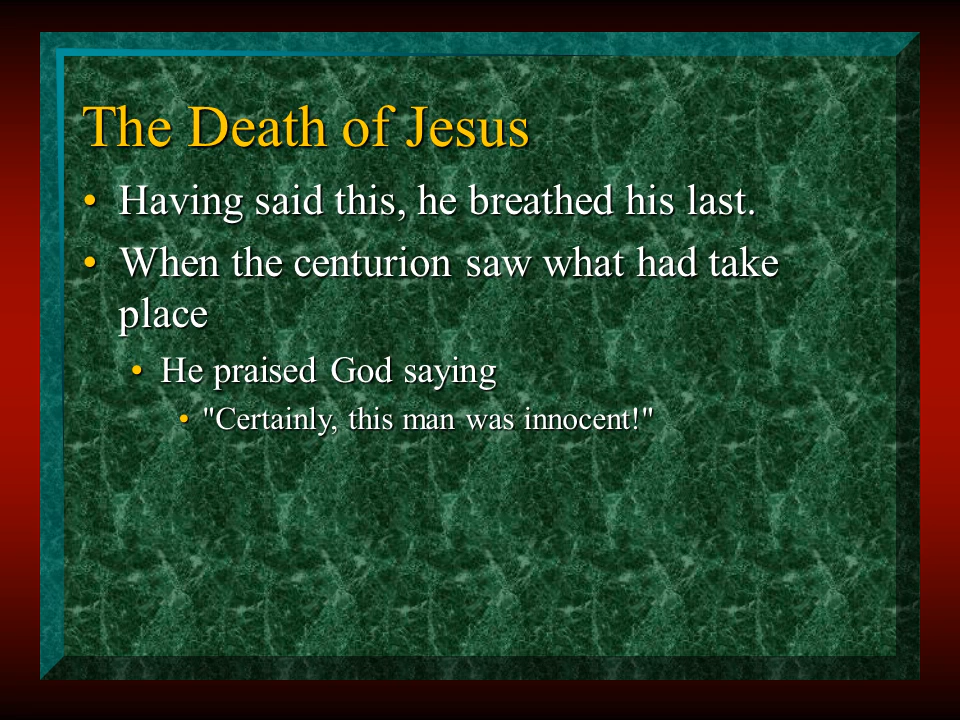 The Death of Jesus
• Having said this, he breathed his last.
• When the centurion saw what had take
place
• He praised God saying
• "Certainly, this man was innocent!"